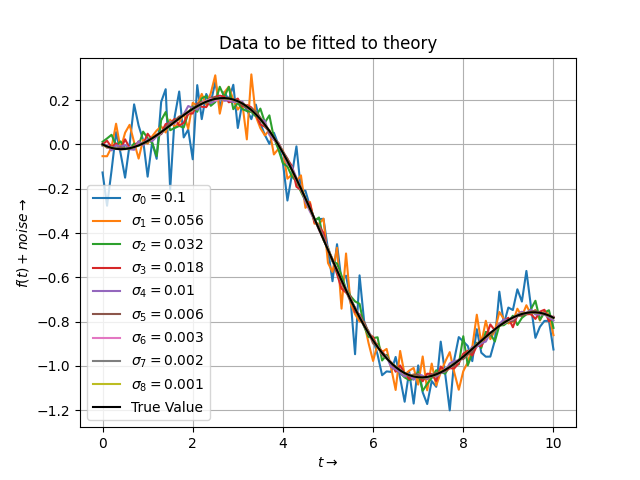 Data to be fitted to theory
f(t) + noise →
0.2
0.0
−0.2
−0.4
−0.6
−0.8
−1.0
−1.2
σ₀ = 0.1
σ₁ = 0.056
σ₂ = 0.032
σ₃ = 0.018
σ₄ = 0.01
σ₅ = 0.006
σ₆ = 0.003
σ₇ = 0.002
σ₈ = 0.001
True Value
0 2 4 6 8 10
t →